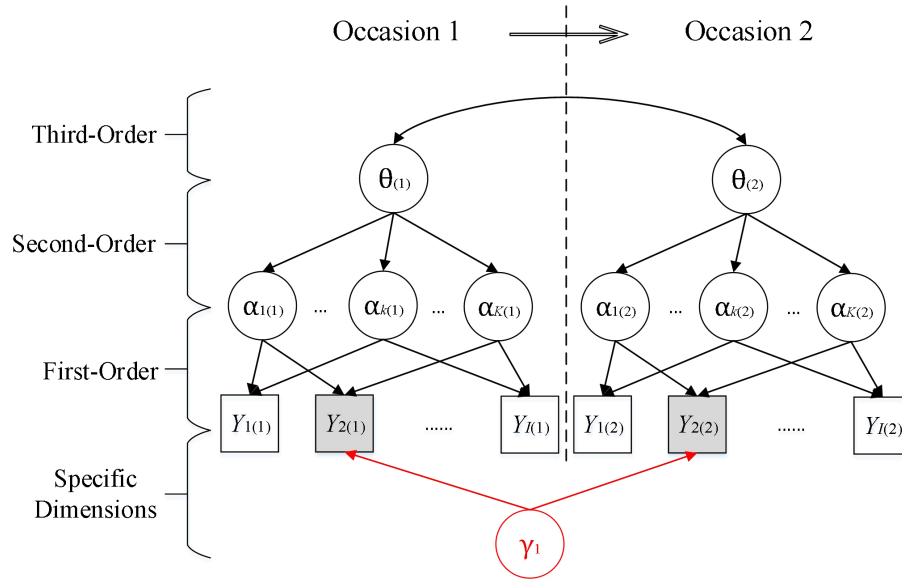 Occasion 1
Occasion 2
Third-Order
θ(1)
θ(2)
Second-Order
α1(1)
...
αk(1)
...
αK(1)
α1(2)
...
αk(2)
...
αK(2)
First-Order
Y1(1)
Y2(1)
......
YI(1)
Y1(2)
Y2(2)
......
YI(2)
Specific
Dimensions
γ1